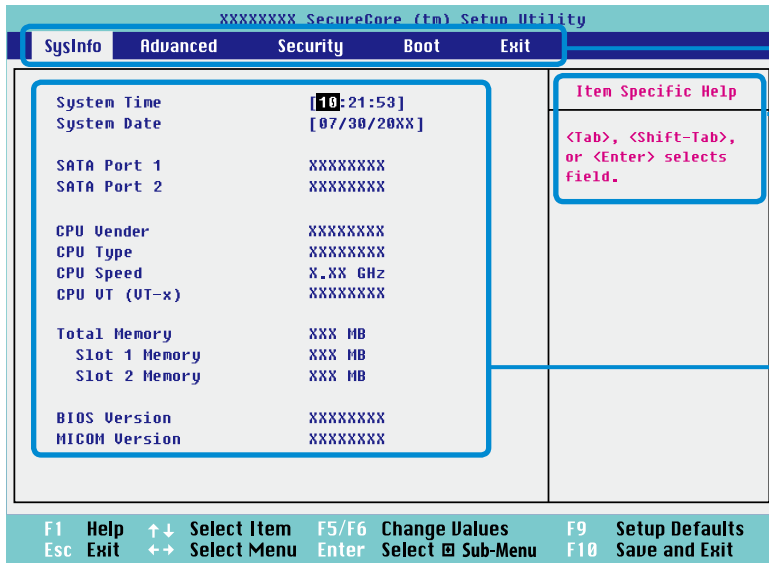 XXXXXXXX SecureCore (tm) Setup Utility
SysInfo Advanced Security Boot Exit
System Time [10:21:53]
System Date [07/30/20XX]
SATA Port 1 XXXXXXXX
SATA Port 2 XXXXXXXX
CPU Vender XXXXXXXX
CPU Type XXXXXXXX
CPU Speed X.XX GHz
CPU VT (VT-x) XXXXXXXX
Total Memory XXX MB
Slot 1 Memory XXX MB
Slot 2 Memory XXX MB
BIOS Version XXXXXXXX
MICOM Version XXXXXXXX
Item Specific Help
<Tab>, <Shift-Tab>,
or <Enter> selects
field.
F1 Help ↑↓ Select Item F5/F6 Change Values F9 Setup Defaults
Esc Exit ←→ Select Menu Enter Select ⊡ Sub-Menu F10 Save and Exit